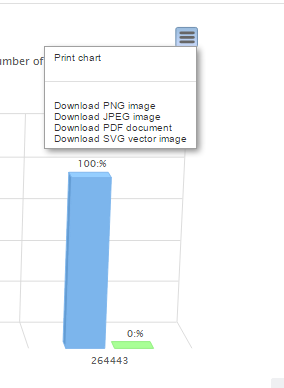 umber of
Print chart
Download PNG image
Download JPEG image
Download PDF document
Download SVG vector image
100:%
0:%
264443